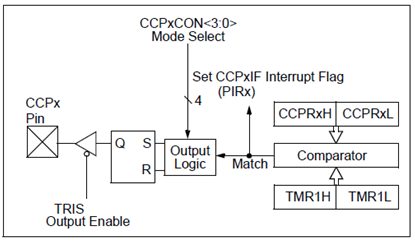 CCPxCON<3:0>
Mode Select
Set CCPxIF Interrupt Flag
(PIRx)
CCPx
Pin
4
CCPRxH CCPRxL
Q S
R
Output
Logic
Match
Comparator
TRIS
Output Enable
TMR1H TMR1L